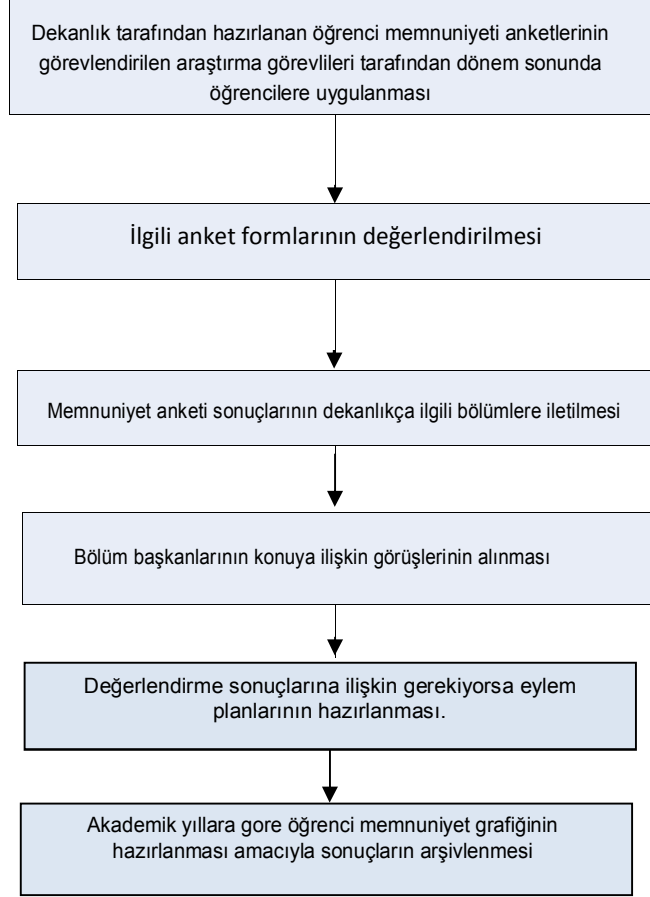 Dekanlık tarafından hazırlanan öğrenci memnuniyeti anketlerinin
görevlendirilen araştırma görevlileri tarafından dönem sonunda
öğrencilere uygulanması
İlgili anket formlarının değerlendirilmesi
Memnuniyet anketi sonuçlarının dekanlıkça ilgili bölümlere iletilmesi
Bölüm başkanlarının konuya ilişkin görüşlerinin alınması
Değerlendirme sonuçlarına ilişkin gerekiyorsa eylem
planlarının hazırlanması.
Akademik yıllara gore öğrenci memnuniyet grafiğinin
hazırlanması amacıyla sonuçların arşivlenmesi